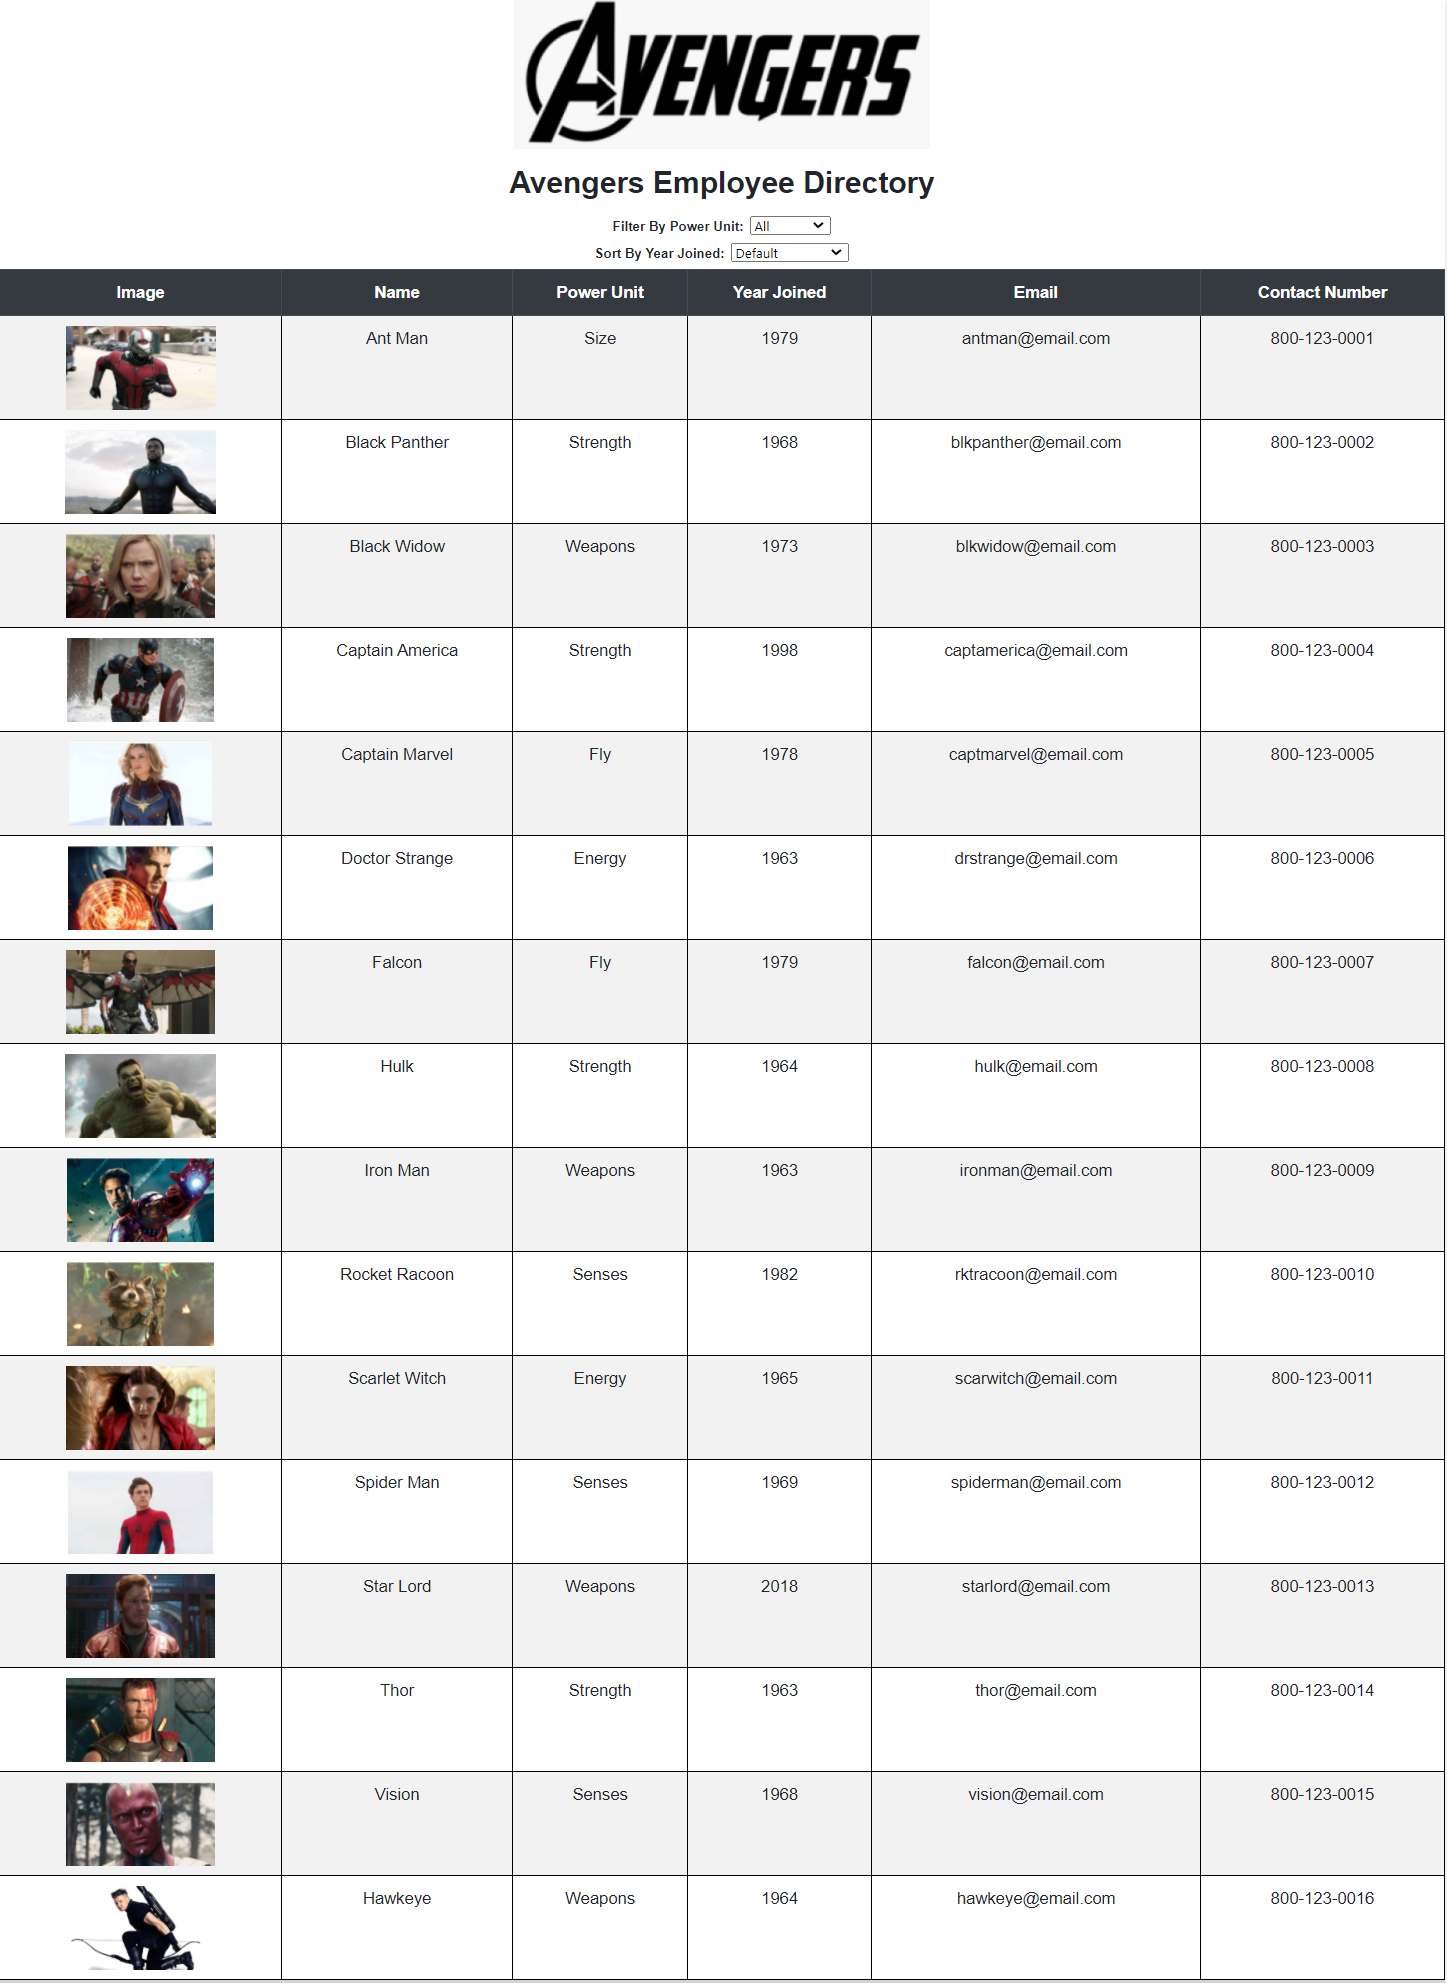 AVENGERS
Avengers Employee Directory
Filter By Power Unit: All
Sort By Year Joined: Default
Image Name Power Unit Year Joined Email Contact Number
Ant Man Size 1979 antman@email.com 800-123-0001
Black Panther Strength 1968 blkpanther@email.com 800-123-0002
Black Widow Weapons 1973 blkwidow@email.com 800-123-0003
Captain America Strength 1998 captamerica@email.com 800-123-0004
Captain Marvel Fly 1978 captmarvel@email.com 800-123-0005
Doctor Strange Energy 1963 drstrange@email.com 800-123-0006
Falcon Fly 1979 falcon@email.com 800-123-0007
Hulk Strength 1964 hulk@email.com 800-123-0008
Iron Man Weapons 1963 ironman@email.com 800-123-0009
Rocket Racoon Senses 1982 rktracoon@email.com 800-123-0010
Scarlet Witch Energy 1965 scarwitch@email.com 800-123-0011
Spider Man Senses 1969 spiderman@email.com 800-123-0012
Star Lord Weapons 2018 starlord@email.com 800-123-0013
Thor Strength 1963 thor@email.com 800-123-0014
Vision Senses 1968 vision@email.com 800-123-0015
Hawkeye Weapons 1964 hawkeye@email.com 800-123-0016